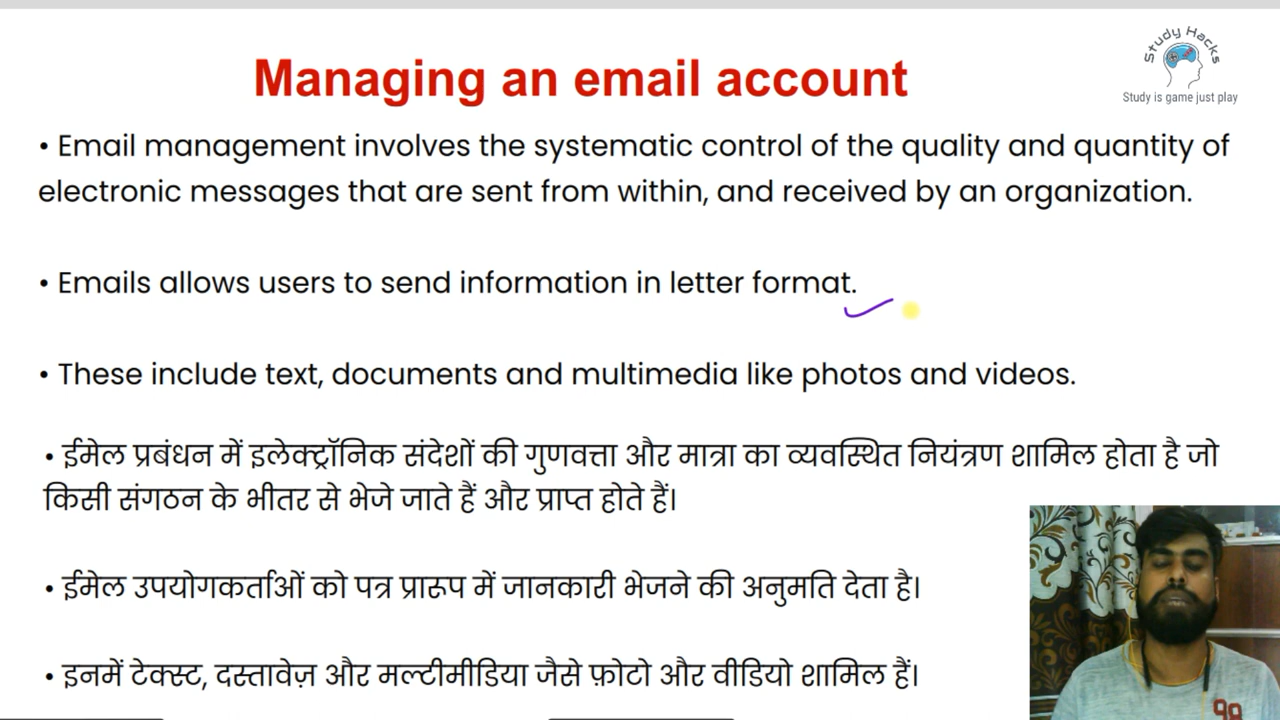 Study Hacks
Study is game just play
Managing an email account
• Email management involves the systematic control of the quality and quantity of
electronic messages that are sent from within, and received by an organization.
• Emails allows users to send information in letter format.
• These include text, documents and multimedia like photos and videos.
• ईमेल प्रबंधन में इलेक्ट्रॉनिक संदेशों की गुणवत्ता और मात्रा का व्यवस्थित नियंत्रण शामिल होता है जो
किसी संगठन के भीतर से भेजे जाते हैं और प्राप्त होते हैं।
• ईमेल उपयोगकर्ताओं को पत्र प्रारूप में जानकारी भेजने की अनुमति देता है।
• इनमें टेक्स्ट, दस्तावेज़ और मल्टीमीडिया जैसे फ़ोटो और वीडियो शामिल हैं।
99